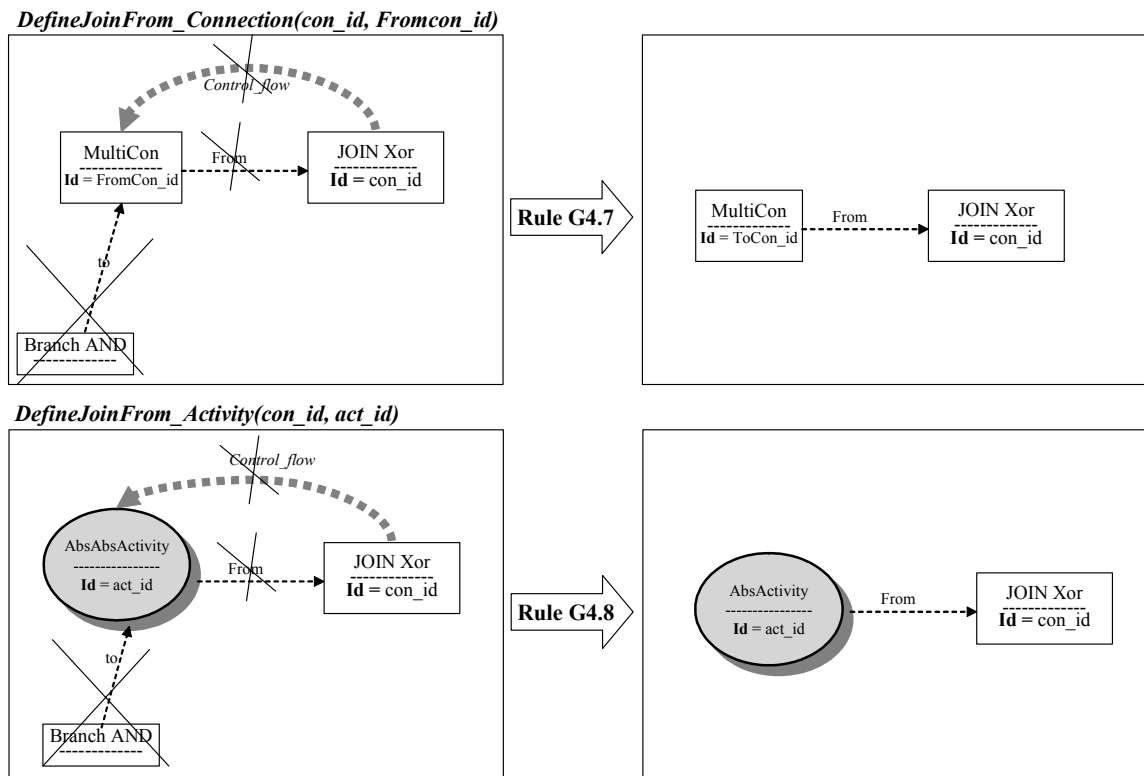 DefineJoinFrom_Connection(con_id, Fromcon_id)
Control_flow
MultiCon
Id = FromCon_id
From
JOIN Xor
Id = con_id
to
Branch AND
Rule G4.7
MultiCon
Id = ToCon_id
From
JOIN Xor
Id = con_id
DefineJoinFrom_Activity(con_id, act_id)
Control_flow
AbsAbsActivity
Id = act_id
From
JOIN Xor
Id = con_id
to
Branch AND
Rule G4.8
AbsActivity
Id = act_id
From
JOIN Xor
Id = con_id